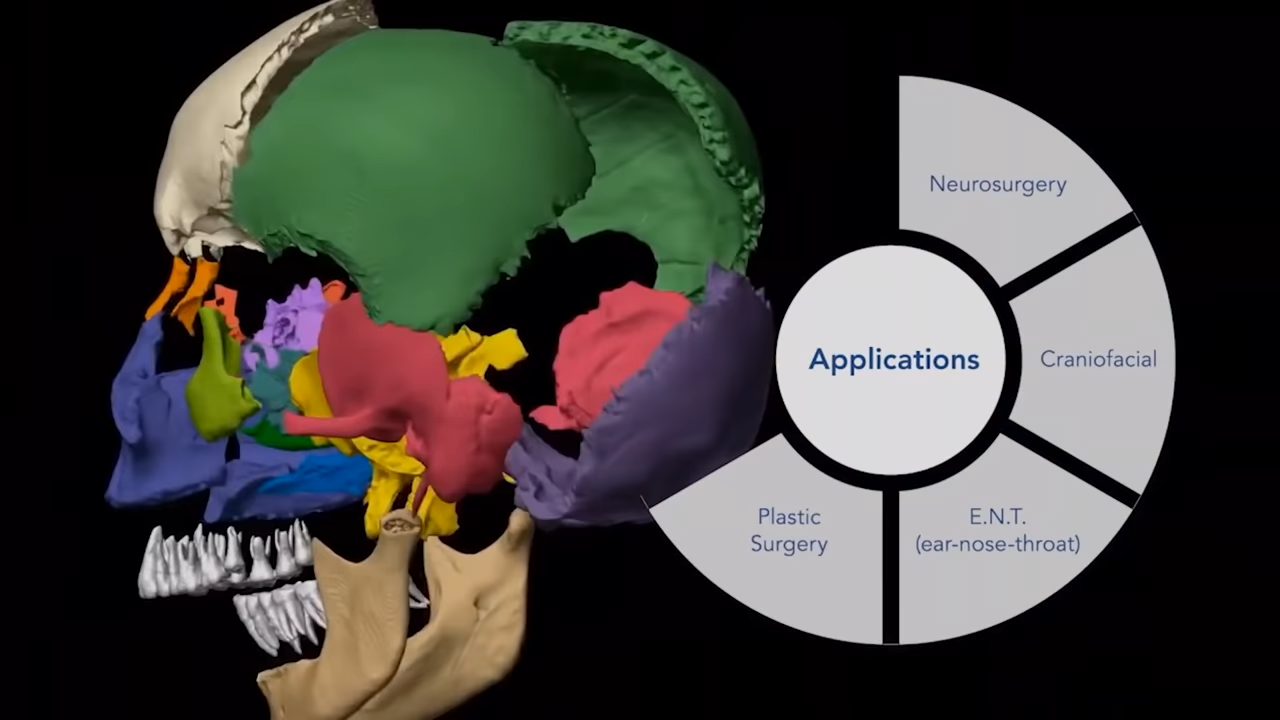 Neurosurgery
Applications
Craniofacial
Plastic
Surgery
E.N.T.
(ear-nose-throat)